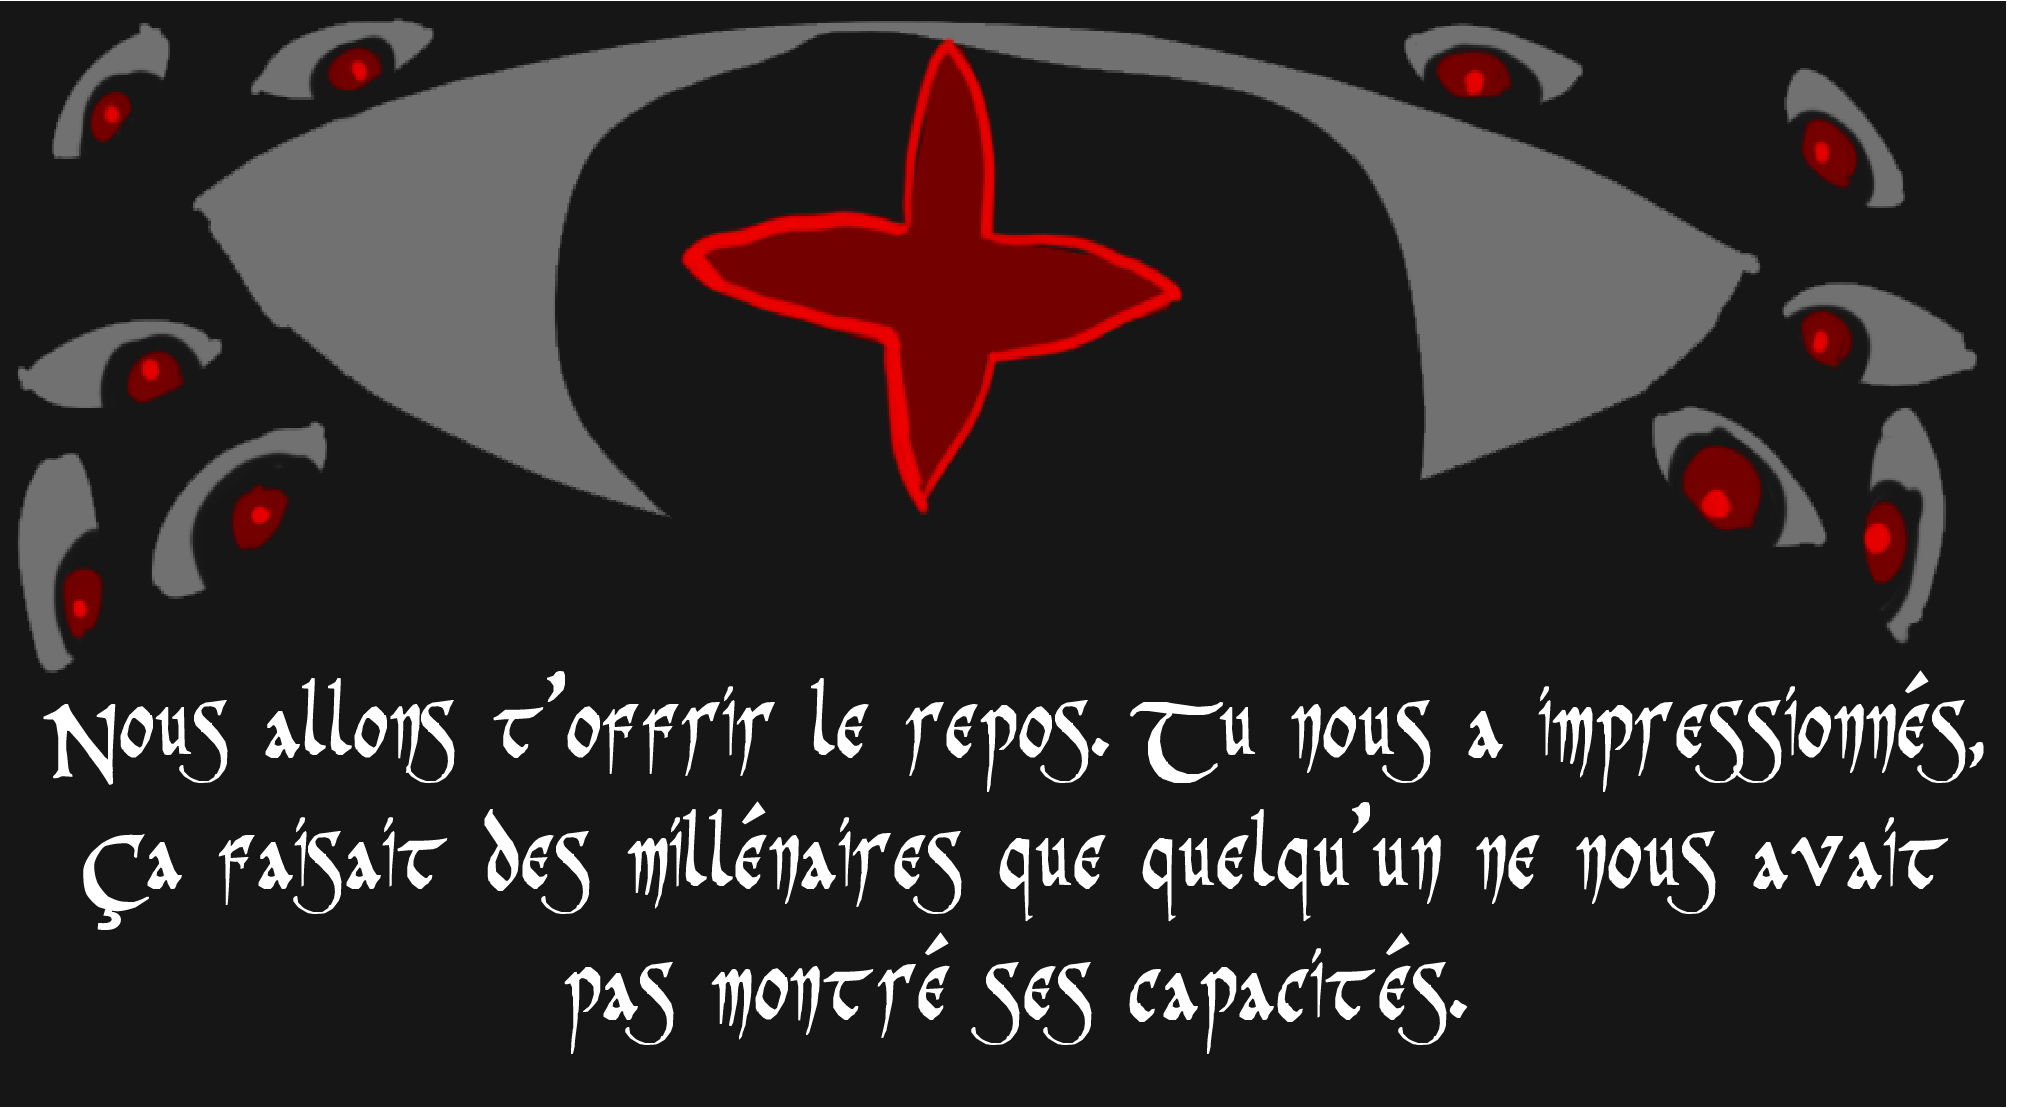 Nous allons t'offrir le repos. Tu nous a impressionnés,
Ça faisait des millénaires que quelqu'un ne nous avait
pas montré ses capacités.